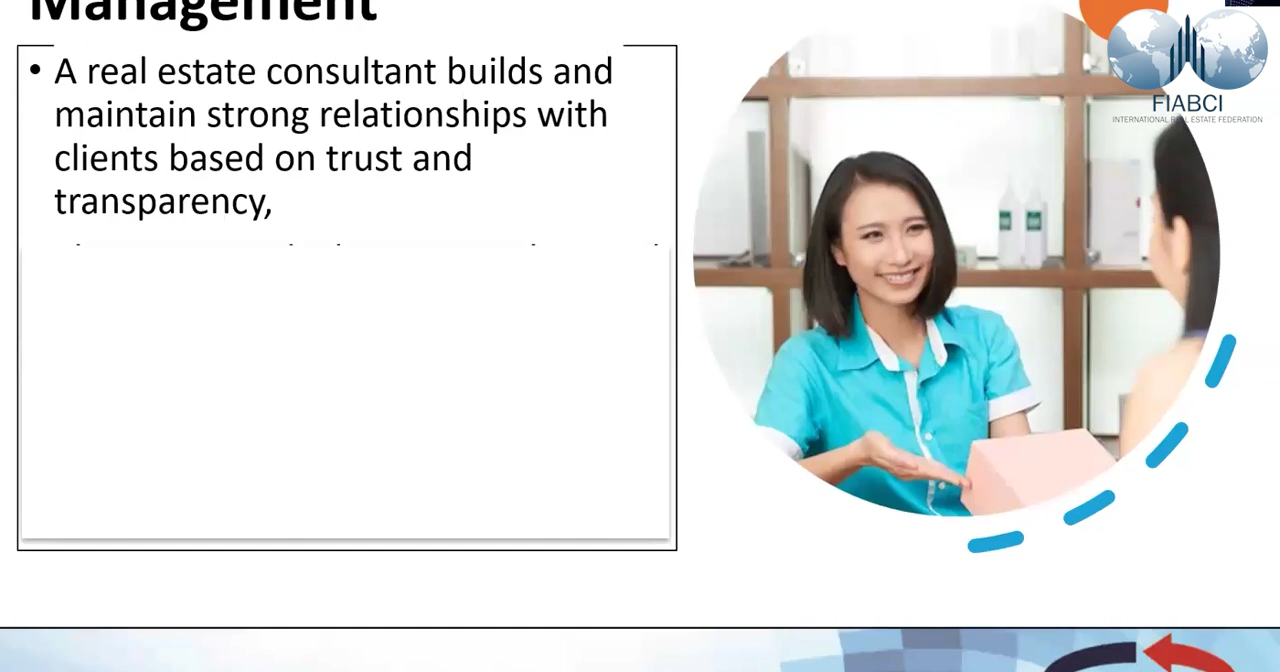 Management
• A real estate consultant builds and
maintain strong relationships with
clients based on trust and
transparency,
FIABCI
INTERNATIONAL REAL ESTATE FEDERATION